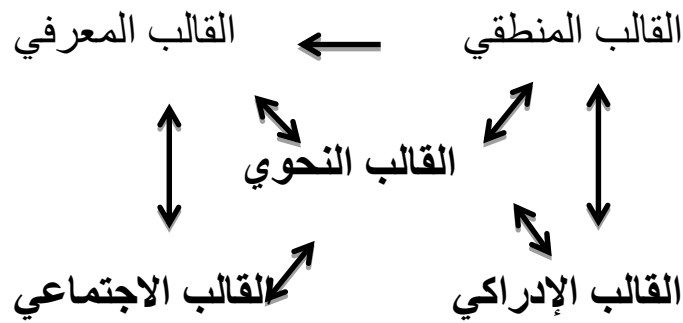 القالب المنطقي
القالب المعرفي
القالب النحوي
القالب الإدراكي
القالب الاجتماعي